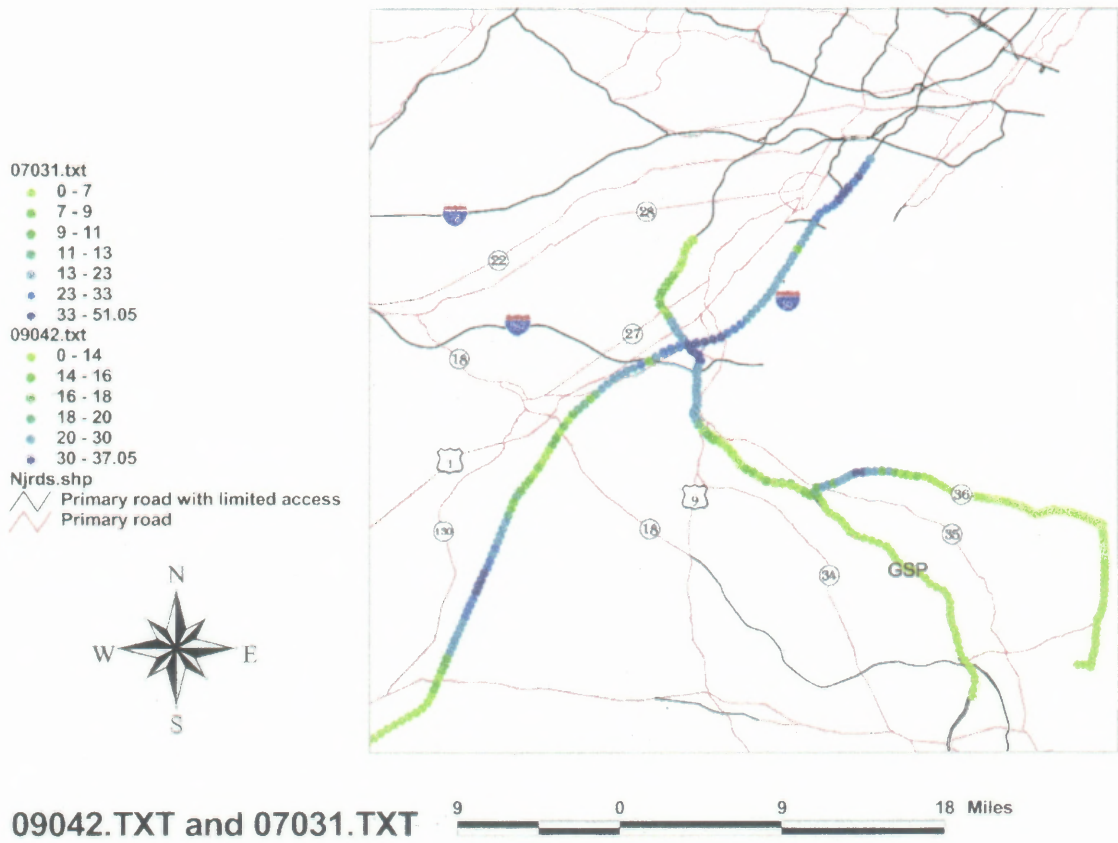 07031.txt
0 - 7
7 - 9
9 - 11
11 - 13
13 - 23
23 - 33
33 - 51.05
09042.txt
0 - 14
14 - 16
16 - 18
18 - 20
20 - 30
30 - 37.05
Njrds.shp
Primary road with limited access
Primary road
N
W
E
S
28
22
27
18
1
9
36
130
18
35
34
GSP
9 0 9 18 Miles
09042.TXT and 07031.TXT